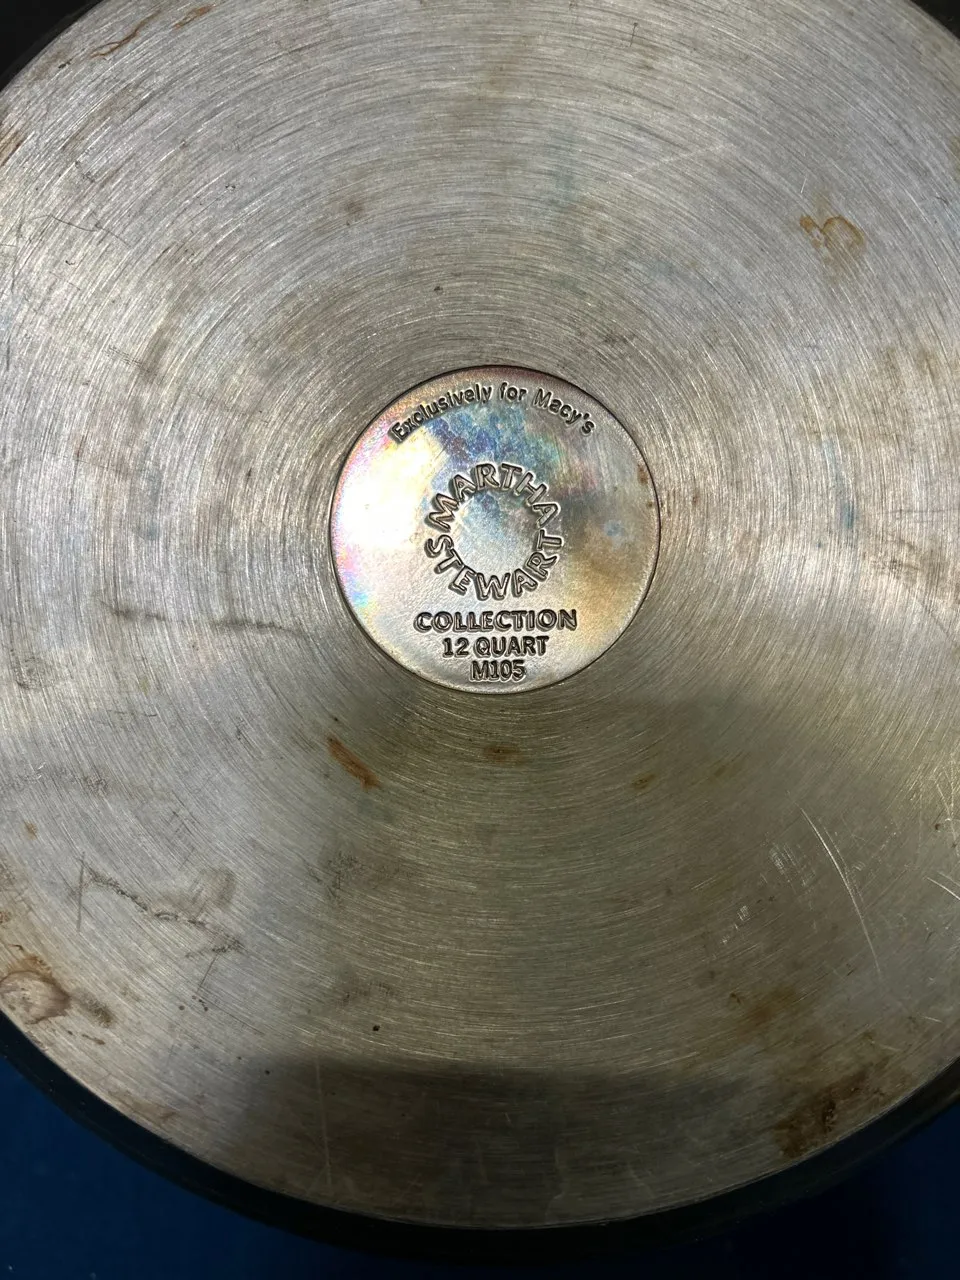 Exclusively for Macy's
MARTHA
STEWART
COLLECTION
12 QUART
M105